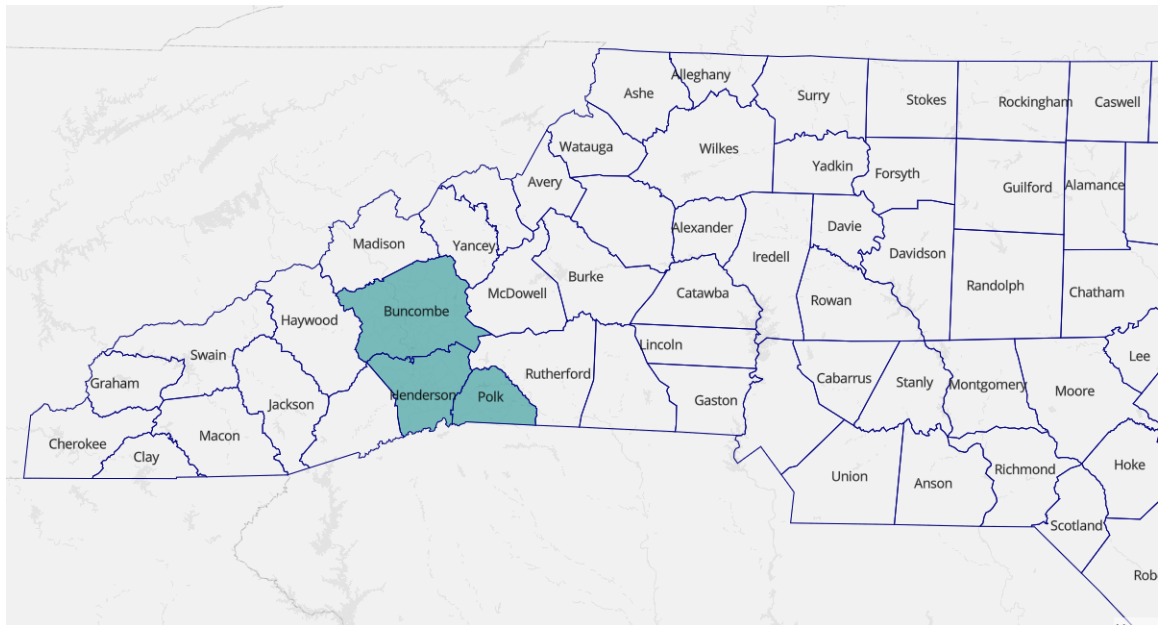 Alleghany
Ashe
Surry
Stokes
Rockingham
Caswell
Watauga
Wilkes
Yadkin
Forsyth
Avery
Guilford
Alamance
Alexander
Davie
Madison
Yancey
Iredell
Davidson
Burke
McDowell
Catawba
Rowan
Randolph
Chatham
Buncombe
Haywood
Swain
Lincoln
Lee
Graham
Rutherford
Cabarrus
Stanly
Montgomery
Moore
Henderson
Polk
Gaston
Jackson
Cherokee
Macon
Clay
Union
Anson
Richmond
Hoke
Scotland
Rob